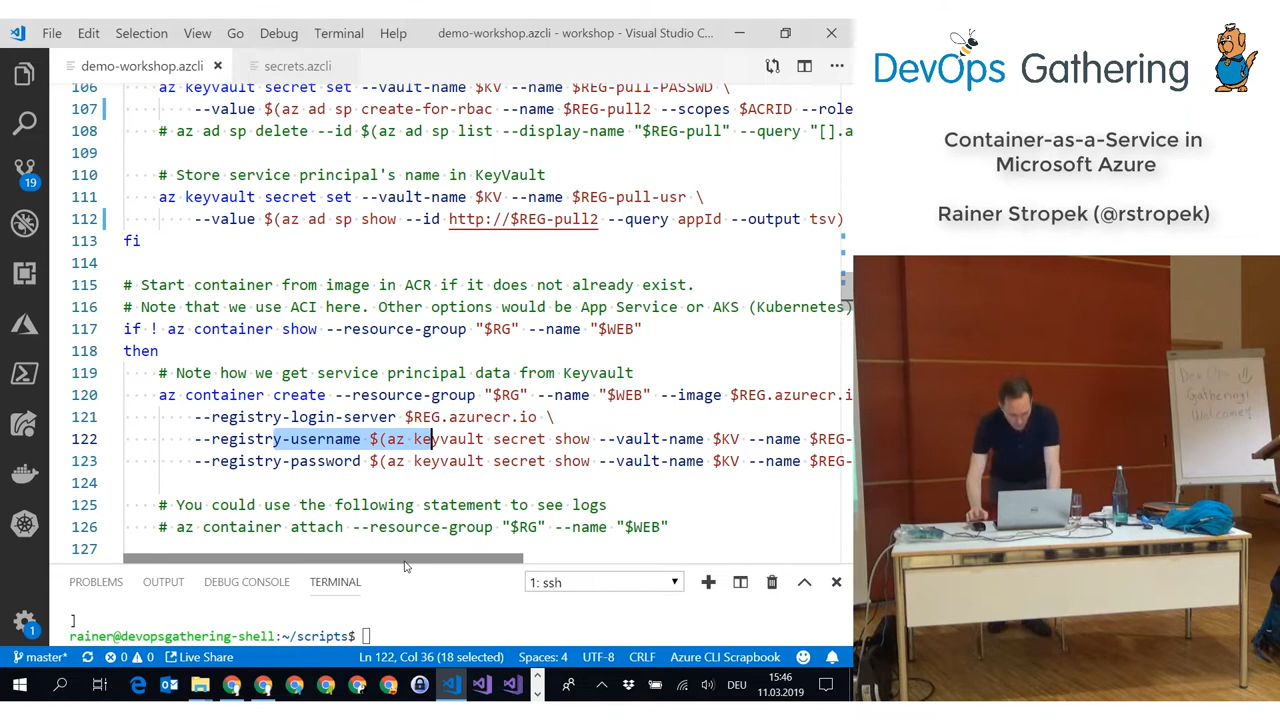 File Edit Selection View Go Debug Terminal Help demo-workshop.azcli - workshop - Visual Studio C...
demo-workshop.azcli × secrets.azcli
106 az keyvault secret set --vault-name $KV --name $REG-pull-PASSWD \
107 --value $(az ad sp create-for-rbac --name $REG-pull2 --scopes $ACRID --role
108 # az ad sp delete --id $(az ad sp list --display-name "$REG-pull" --query "[].a
109
110 # Store service principal's name in KeyVault
111 az keyvault secret set --vault-name $KV --name $REG-pull-usr \
112 --value $(az ad sp show --id http://$REG-pull2 --query appId --output tsv)
113 fi
114
115 # Start container from image in ACR if it does not already exist.
116 # Note that we use ACI here. Other options would be App Service or AKS (Kubernetes)
117 if ! az container show --resource-group "$RG" --name "$WEB"
118 then
119 # Note how we get service principal data from Keyvault
120 az container create --resource-group "$RG" --name "$WEB" --image $REG.azurecr.i
121 --registry-login-server $REG.azurecr.io \
122 --registry-username $(az keyvault secret show --vault-name $KV --name $REG-
123 --registry-password $(az keyvault secret show --vault-name $KV --name $REG-
124
125 # You could use the following statement to see logs
126 # az container attach --resource-group "$RG" --name "$WEB"
127
19
1
PROBLEMS OUTPUT DEBUG CONSOLE TERMINAL 1: ssh
]
rainer@devopsgathering-shell:~/scripts$
master* 0 0 Live Share Ln 122, Col 36 (18 selected) Spaces: 4 UTF-8 CRLF Azure CLI Scrapbook
DEU 15:46
11.03.2019
DevOps Gathering
Container-as-a-Service in
Microsoft Azure
Rainer Stropek (@rstropek)
DevOps
Gathering!
Welcome